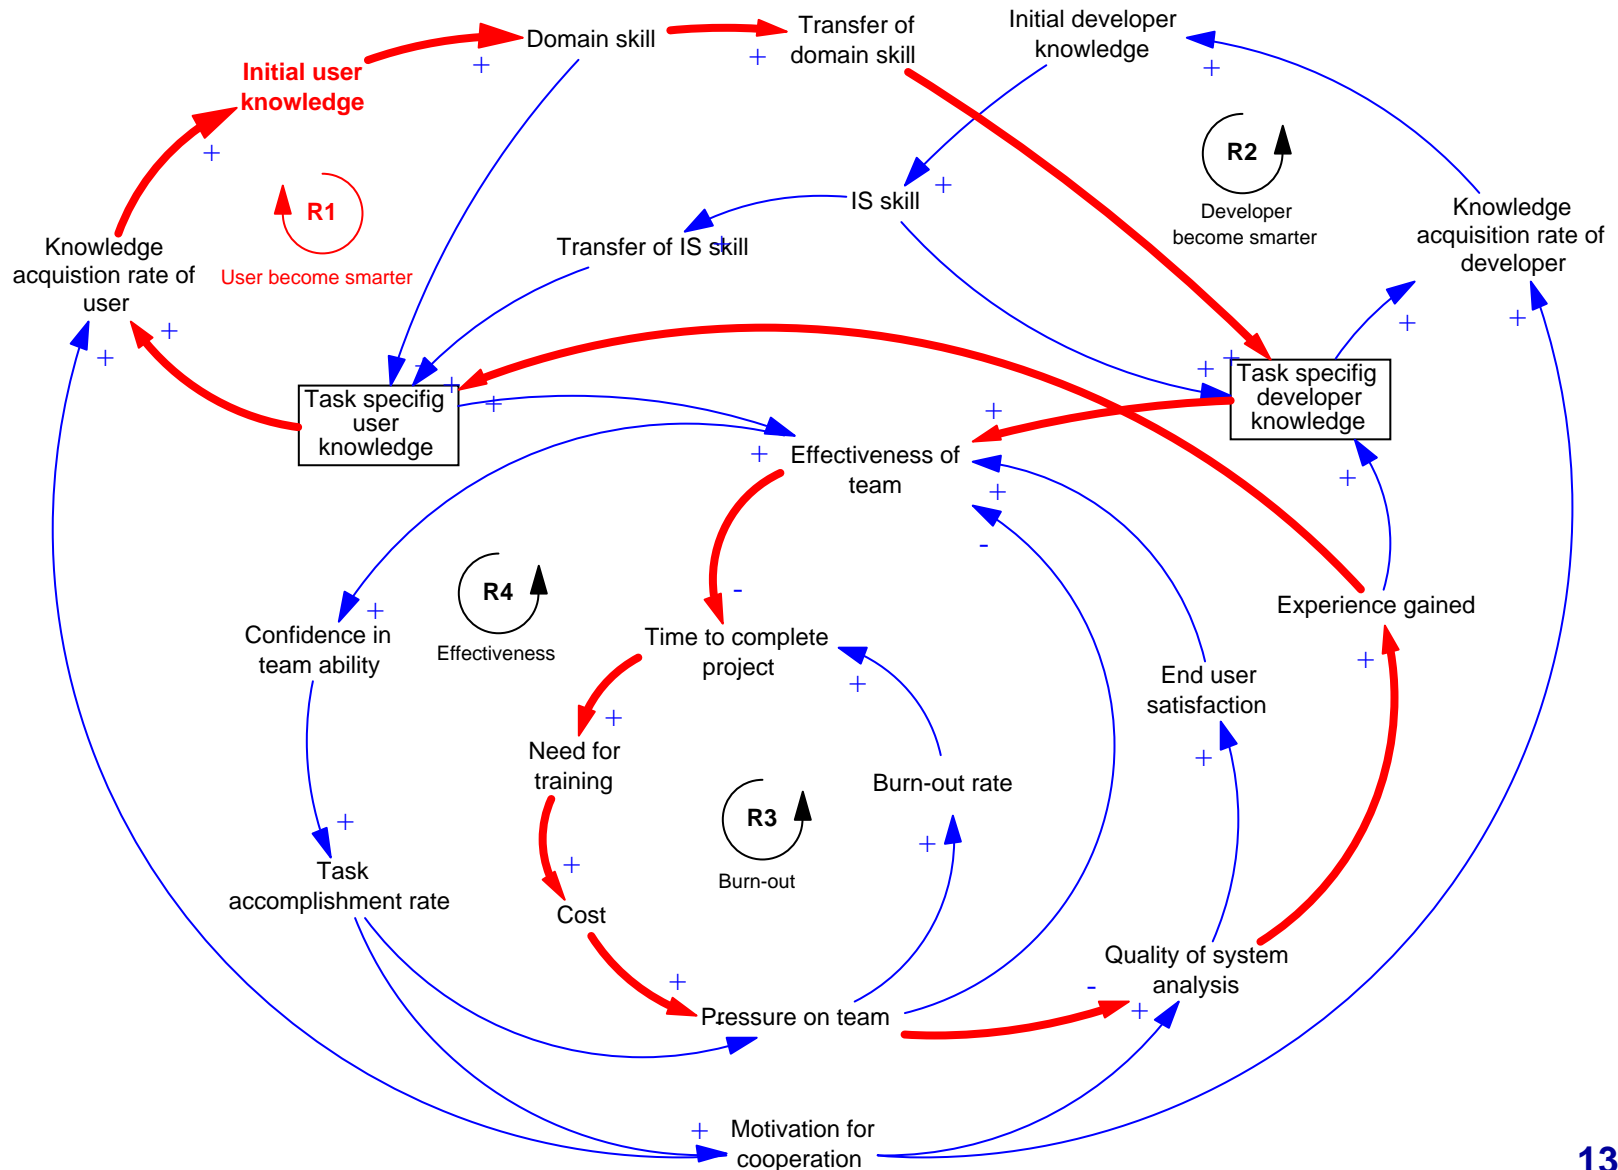 Initial user
knowledge
Domain skill
Transfer of
domain skill
Initial developer
knowledge
+
+
+
+
R1
User become smarter
R2
Developer
become smarter
IS skill
+
Transfer of IS skill
+
Knowledge
acquistion rate of
user
+
+
Knowledge
acquisition rate of
developer
+
+
Task specifig
user
knowledge
+
+
+
Task specifig
developer
knowledge
+
+
+
Effectiveness of
team
+
+
+
-
Confidence in
team ability
+
R4
Effectiveness
-
Time to complete
project
+
Experience gained
+
End user
satisfaction
+
Need for
training
+
R3
Burn-out
Burn-out rate
+
Task
accomplishment rate
+
Cost
+
Pressure on team
+
-
Quality of system
analysis
-
+
Motivation for
cooperation
+
13